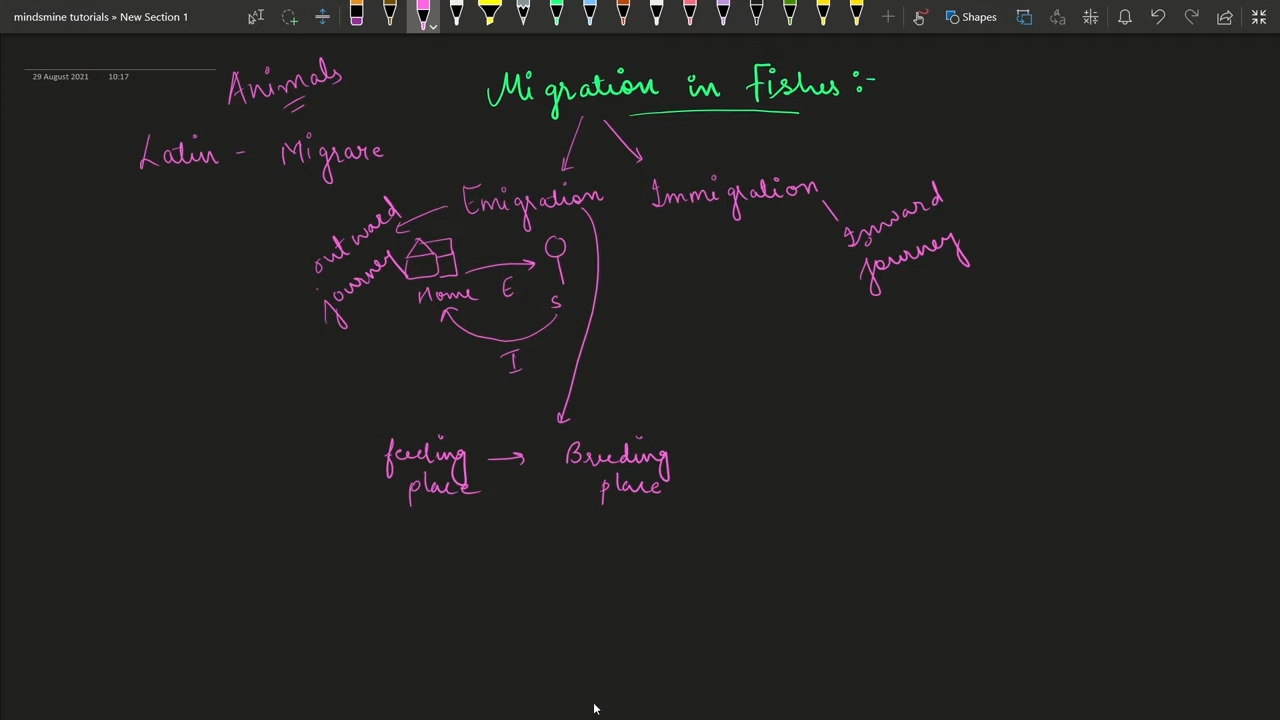 mindsmine tutorials » New Section 1
Shapes
29 August 2021 10:17
Animals
Migration in Fishes :-
Latin - Migrare
Emigration
Immigration
outward
journey
Inward
journey
Home
E
S
I
feeding
place
Breeding
place